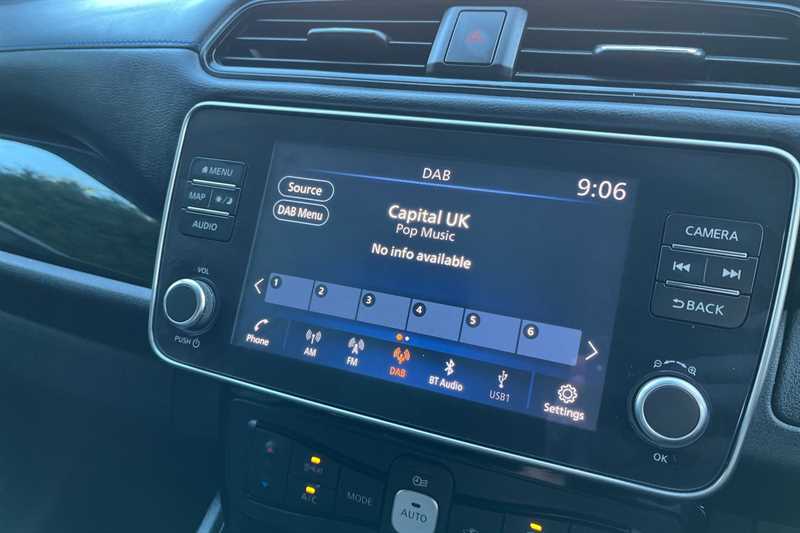 DAB
9:06
Source
DAB Menu
Capital UK
Pop Music
No info available
1 2 3 4 5 6
Phone
AM
FM
DAB
BT Audio
USB1
Settings
MENU
MAP
AUDIO
VOL
PUSH
CAMERA
BACK
OK
A/C
MODE
AUTO